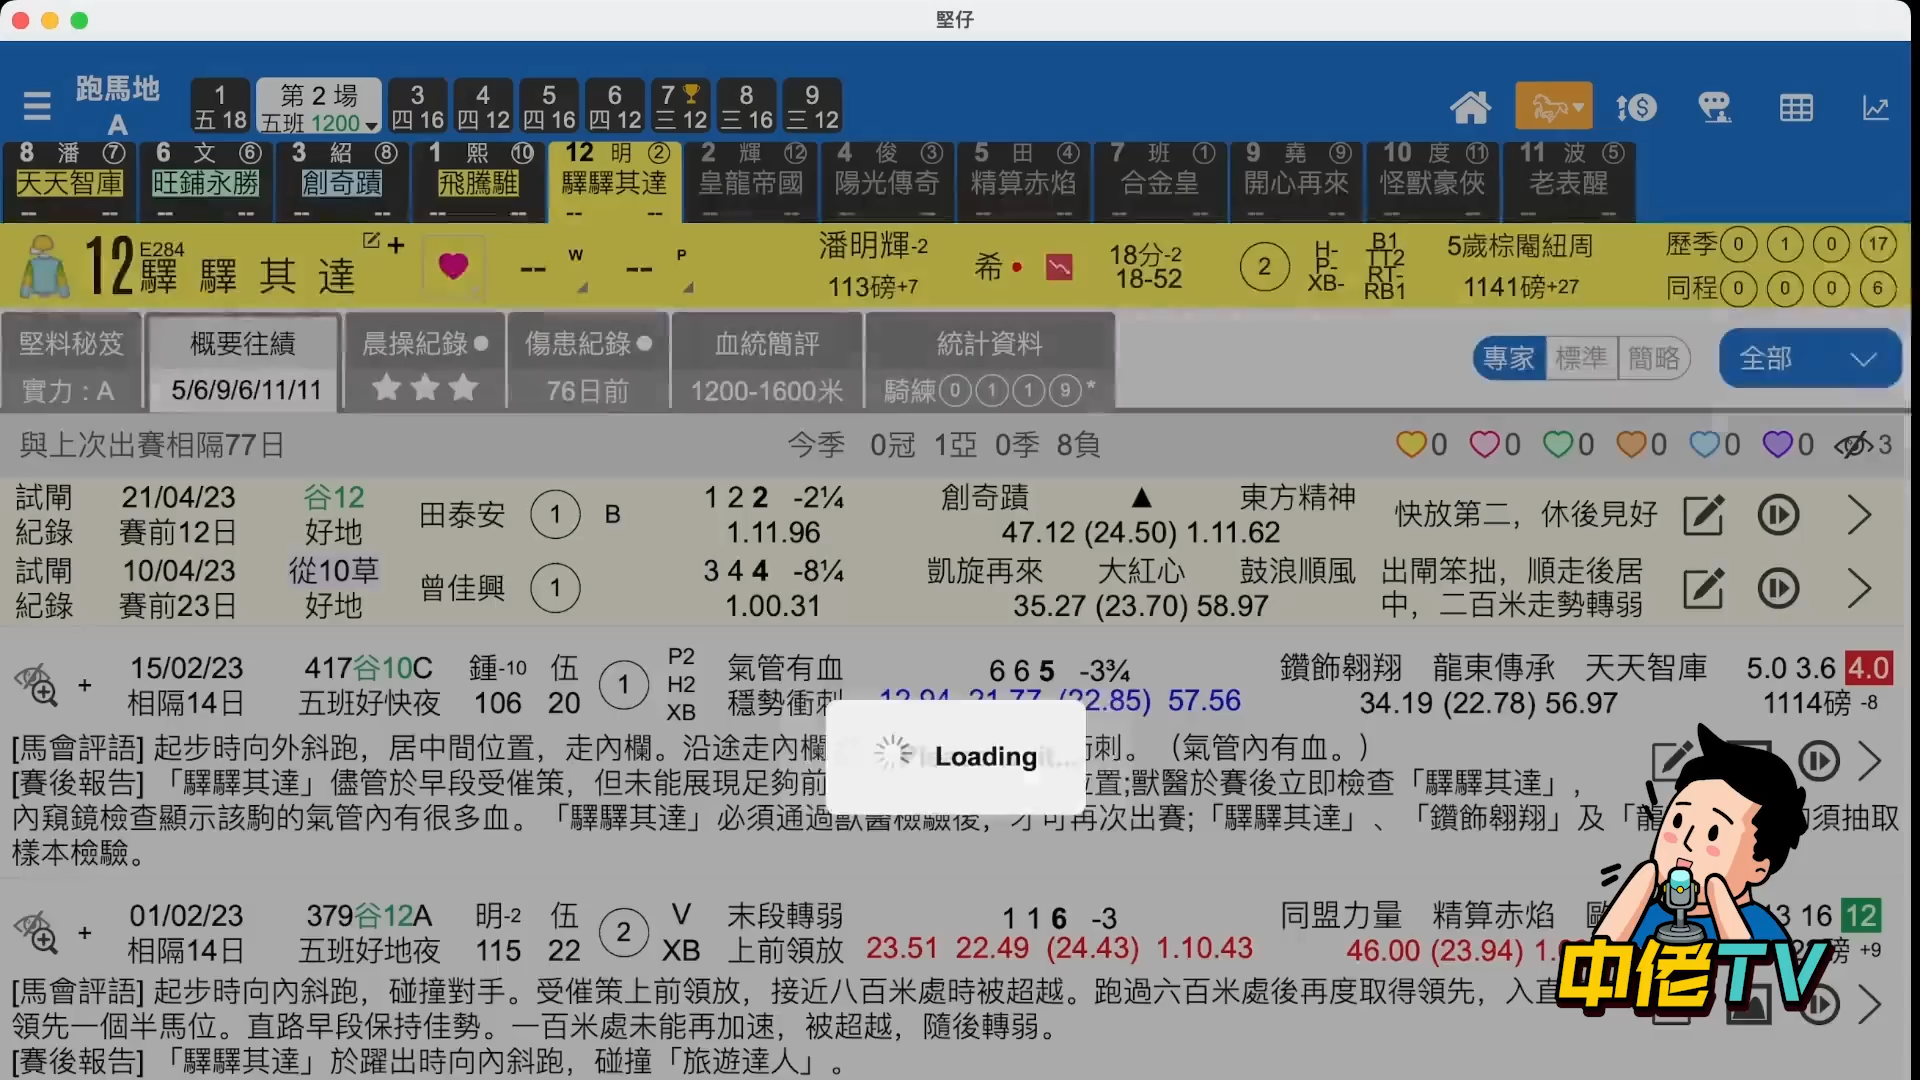 堅仔
跑馬地
A
1
五 18
第 2 場
五班 1200
3
四 16
4
四 12
5
四 16
6
四 12
7
三 12
8
三 16
9
三 12
8 潘 7
天天智庫
-- --
6 文 6
旺鋪永勝
-- --
3 紹 8
創奇蹟
-- --
1 熙 10
飛騰騅
-- --
12 明 2
驛驛其達
-- --
2 輝 12
皇龍帝國
-- --
4 俊 3
陽光傳奇
-- --
5 田 4
精算赤焰
-- --
7 班 1
合金皇
-- --
9 堯 9
開心再來
-- --
10 度 11
怪獸豪俠
-- --
11 波 5
老表醒
-- --
12 E284
驛驛其達
+
-- W -- P
潘明輝-2
113磅+7
希
18分-2
18-52
2
H-
P-
XB-
B1
TT2
RT-
RB1
5歲棕閹紐周
1141磅+27
歷季 0 1 0 17
同程 0 0 0 6
堅料秘笈
實力 : A
概要往績
5/6/9/6/11/11
晨操紀錄
傷患紀錄
76日前
血統簡評
1200-1600米
統計資料
騎練 0 1 1 9 *
專家 標準 簡略
全部
與上次出賽相隔77日
今季 0冠 1亞 0季 8負
0 0 0 0 0 0 3
試閘 21/04/23 谷12 田泰安 1 B 1 2 2 -2¼ 創奇蹟 ▲ 東方精神 快放第二，休後見好
紀錄 賽前12日 好地 1.11.96 47.12 (24.50) 1.11.62
試閘 10/04/23 從10草 曾佳興 1 3 4 4 -8¼ 凱旋再來 大紅心 鼓浪順風 出閘笨拙，順走後居
紀錄 賽前23日 好地 1.00.31 35.27 (23.70) 58.97 中，二百米走勢轉弱
+ 15/02/23 417谷10C 鍾-10 伍 1 P2 氣管有血 6 6 5 -3¾ 鑽飾翱翔 龍東傳承 天天智庫 5.0 3.6 4.0
H2
相隔14日 五班好快夜 106 20 XB 穩勢衝刺 12.94 21.77 (22.85) 57.56 34.19 (22.78) 56.97 1114磅 -8
[馬會評語] 起步時向外斜跑，居中間位置，走內欄。沿途走內欄 衝刺。（氣管內有血。）
Loading
[賽後報告] 「驛驛其達」儘管於早段受催策，但未能展現足夠前 位置;獸醫於賽後立即檢查「驛驛其達」，
內窺鏡檢查顯示該駒的氣管內有很多血。「驛驛其達」必須通過獸醫檢驗後，才可再次出賽;「驛驛其達」、「鑽飾翱翔」及「龍 均須抽取
樣本檢驗。
+ 01/02/23 379谷12A 明-2 伍 2 V 末段轉弱 1 1 6 -3 同盟力量 精算赤焰 13 16 12
相隔14日 五班好地夜 115 22 XB 上前領放 23.51 22.49 (24.43) 1.10.43 46.00 (23.94) 1. 磅 +9
[馬會評語] 起步時向內斜跑，碰撞對手。受催策上前領放，接近八百米處時被超越。跑過六百米處後再度取得領先，入直
領先一個半馬位。直路早段保持佳勢。一百米處未能再加速，被超越，隨後轉弱。
[賽後報告] 「驛驛其達」於躍出時向內斜跑，碰撞「旅遊達人」。
中佬TV